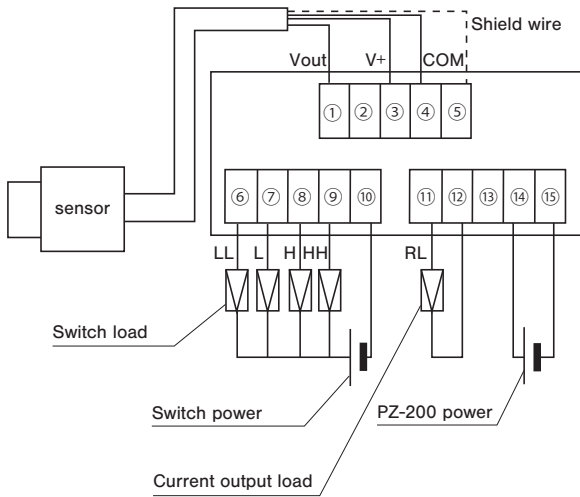 Shield wire
Vout V+ COM
① ② ③ ④ ⑤
sensor
⑥ ⑦ ⑧ ⑨ ⑩ ⑪ ⑫ ⑬ ⑭ ⑮
LL L H HH RL
Switch load
Switch power
PZ-200 power
Current output load